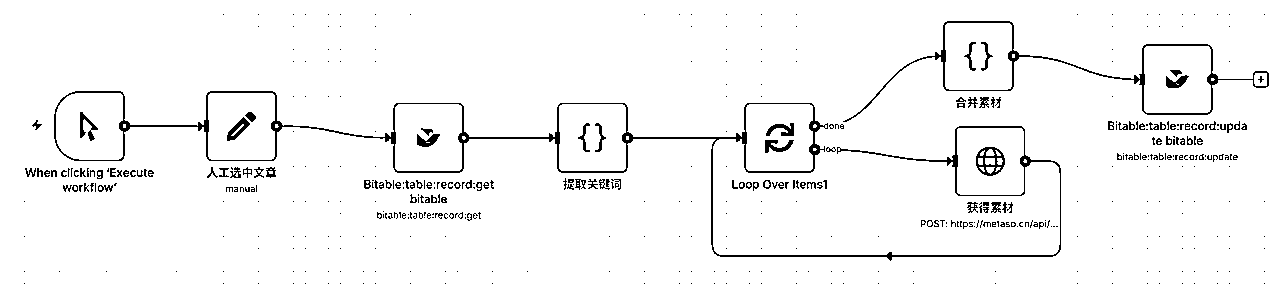 When clicking ‘Execute
workflow’
人工选中文章
manual
Bitable:table:record:get
bitable
bitable:table:record:get
提取关键词
Loop Over Items1
done
loop
合并素材
获得素材
POST: https://metaso.cn/api/...
Bitable:table:record:upda
te bitable
bitable:table:record:update